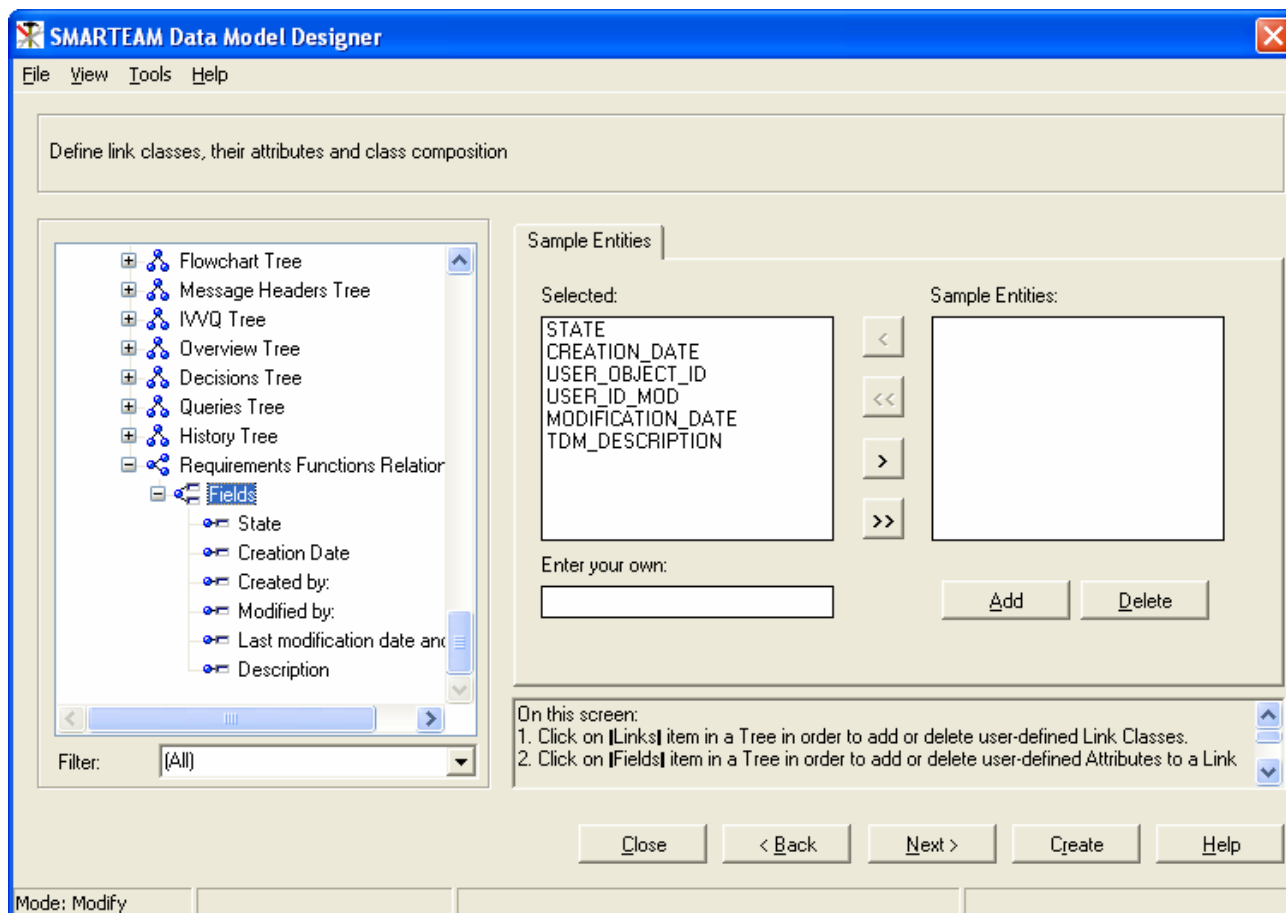 SMARTEAM Data Model Designer
File View Tools Help
Define link classes, their attributes and class composition
Flowchart Tree
Message Headers Tree
IVVQ Tree
Overview Tree
Decisions Tree
Queries Tree
History Tree
Requirements Functions Relation
Fields
State
Creation Date
Created by:
Modified by:
Last modification date and
Description
Filter: (All)
Sample Entities
Selected:
STATE
CREATION_DATE
USER_OBJECT_ID
USER_ID_MOD
MODIFICATION_DATE
TDM_DESCRIPTION
<
<<
>
>>
Sample Entities:
Enter your own:
Add Delete
On this screen:
1. Click on |Links| item in a Tree in order to add or delete user-defined Link Classes.
2. Click on |Fields| item in a Tree in order to add or delete user-defined Attributes to a Link
Close < Back Next > Create Help
Mode: Modify